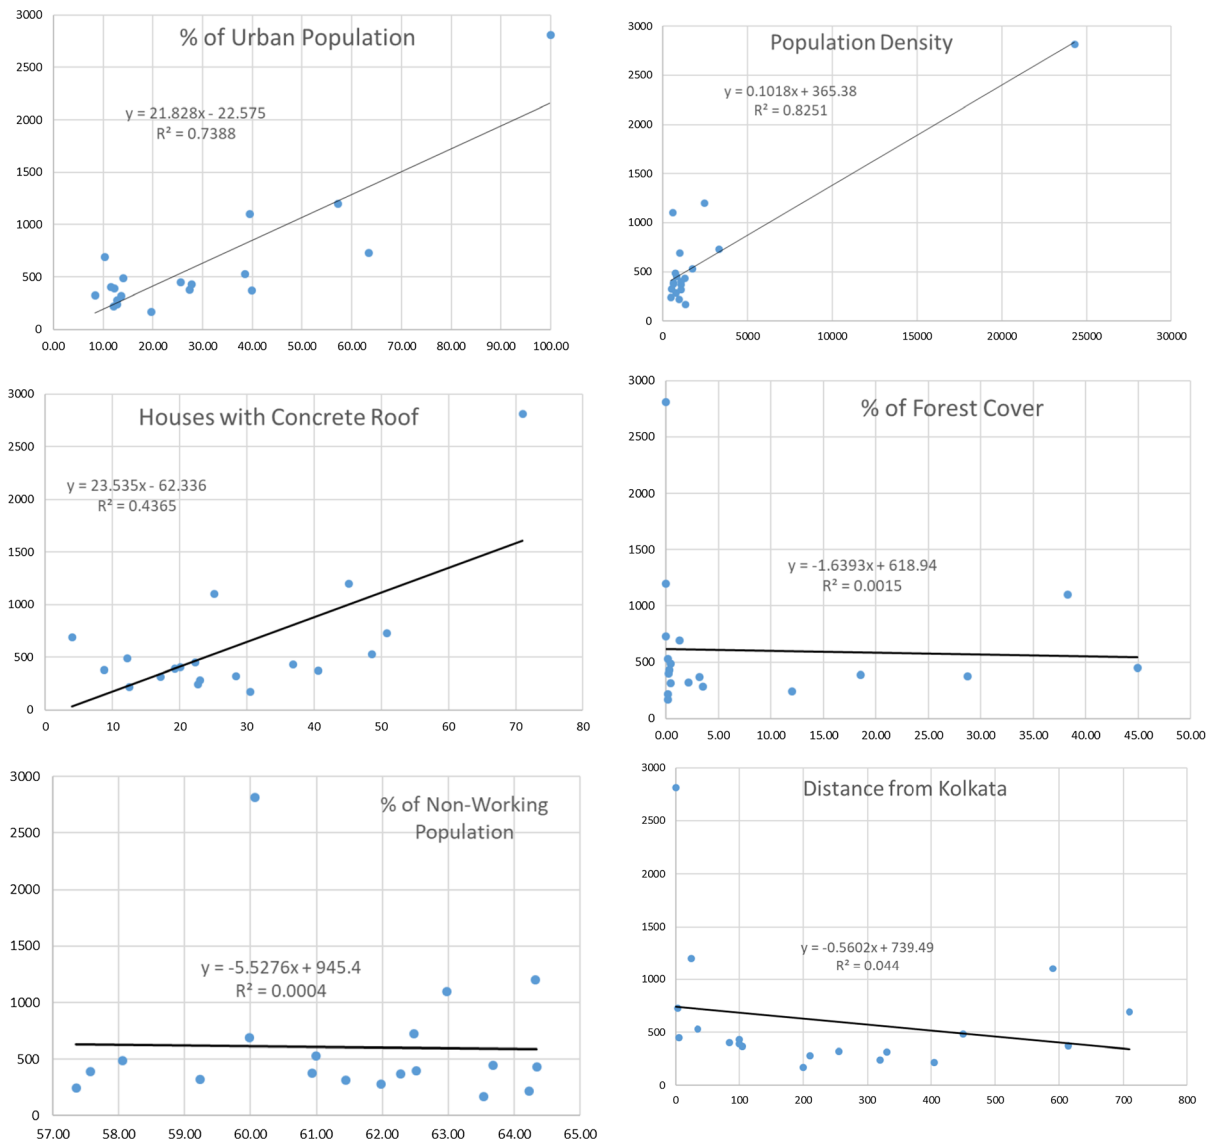 % of Urban Population
y = 21.828x - 22.575
R² = 0.7388
3000
2500
2000
1500
1000
500
0
0.00 10.00 20.00 30.00 40.00 50.00 60.00 70.00 80.00 90.00 100.00
Population Density
y = 0.1018x + 365.38
R² = 0.8251
3000
2500
2000
1500
1000
500
0
0 5000 10000 15000 20000 25000 30000
Houses with Concrete Roof
y = 23.535x - 62.336
R² = 0.4365
3000
2500
2000
1500
1000
500
0
0 10 20 30 40 50 60 70 80
% of Forest Cover
y = -1.6393x + 618.94
R² = 0.0015
3000
2500
2000
1500
1000
500
0
0.00 5.00 10.00 15.00 20.00 25.00 30.00 35.00 40.00 45.00 50.00
% of Non-Working
Population
y = -5.5276x + 945.4
R² = 0.0004
3000
2500
2000
1500
1000
500
0
57.00 58.00 59.00 60.00 61.00 62.00 63.00 64.00 65.00
Distance from Kolkata
y = -0.5602x + 739.49
R² = 0.044
3000
2500
2000
1500
1000
500
0
0 100 200 300 400 500 600 700 800